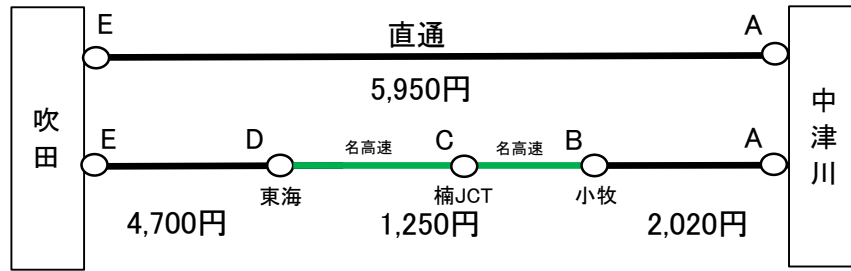 E 直通 A
5,950円
吹田
中津川
E D 名高速 C 名高速 B A
東海 楠JCT 小牧
4,700円 1,250円 2,020円